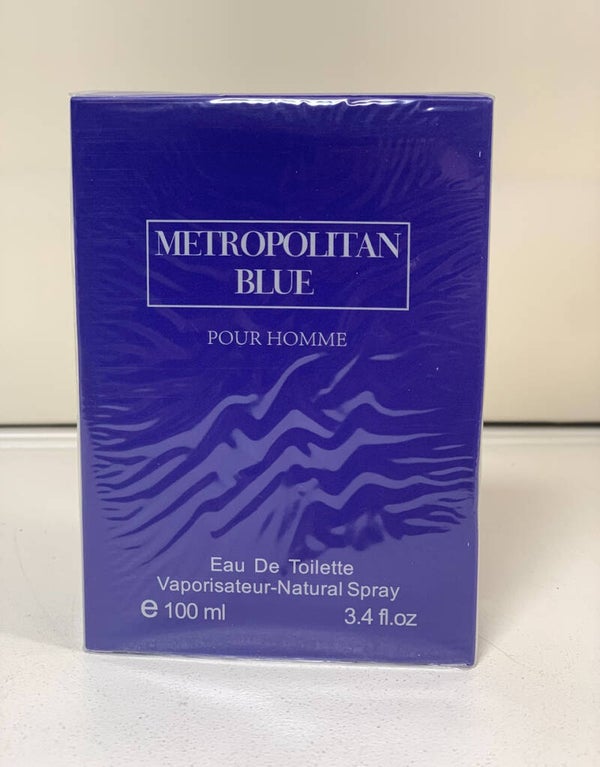 METROPOLITAN
BLUE
POUR HOMME
Eau De Toilette
Vaporisateur-Natural Spray
e 100 ml 3.4 fl.oz